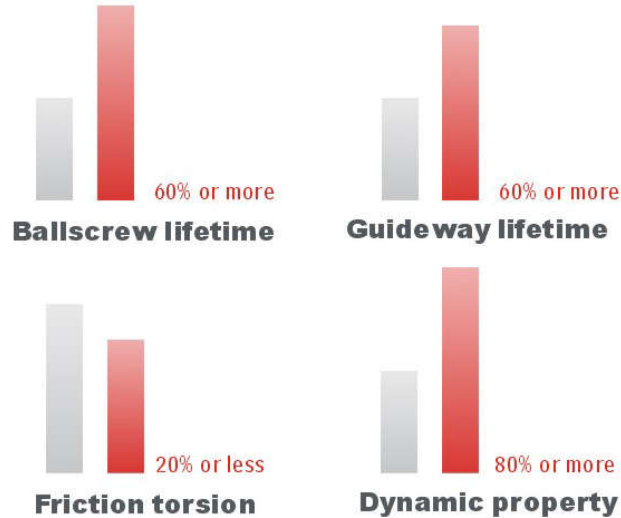 60% or more
Ballscrew lifetime
60% or more
Guideway lifetime
20% or less
Friction torsion
80% or more
Dynamic property